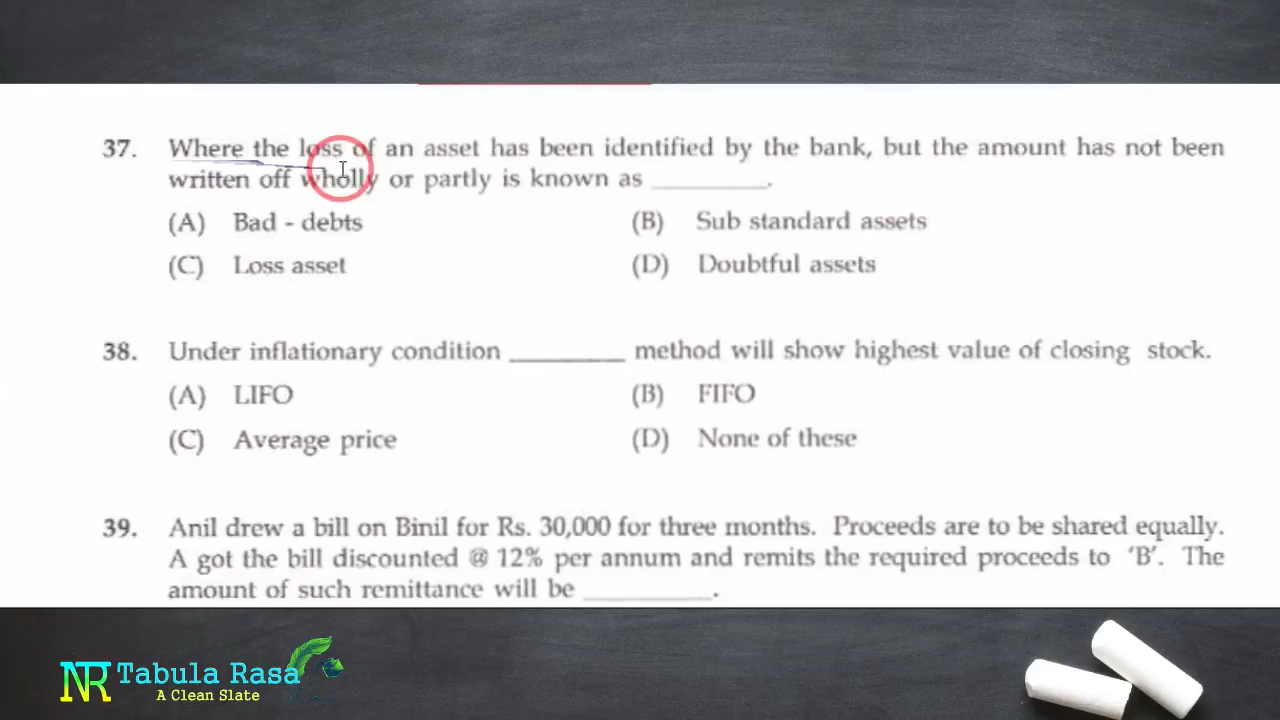 37. Where the loss of an asset has been identified by the bank, but the amount has not been
written off wholly or partly is known as __________.
(A) Bad - debts (B) Sub standard assets
(C) Loss asset (D) Doubtful assets
38. Under inflationary condition __________ method will show highest value of closing stock.
(A) LIFO (B) FIFO
(C) Average price (D) None of these
39. Anil drew a bill on Binil for Rs. 30,000 for three months. Proceeds are to be shared equally.
A got the bill discounted @ 12% per annum and remits the required proceeds to 'B'. The
amount of such remittance will be __________.
NR Tabula Rasa
A Clean Slate